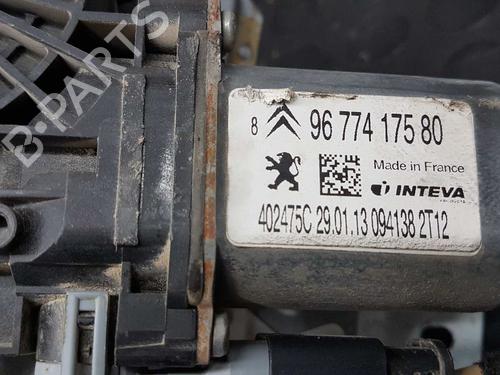 B-PARTS
8 96 774 175 80
Made in France
INTEVA
402475C 29.01.13 094138 2T12